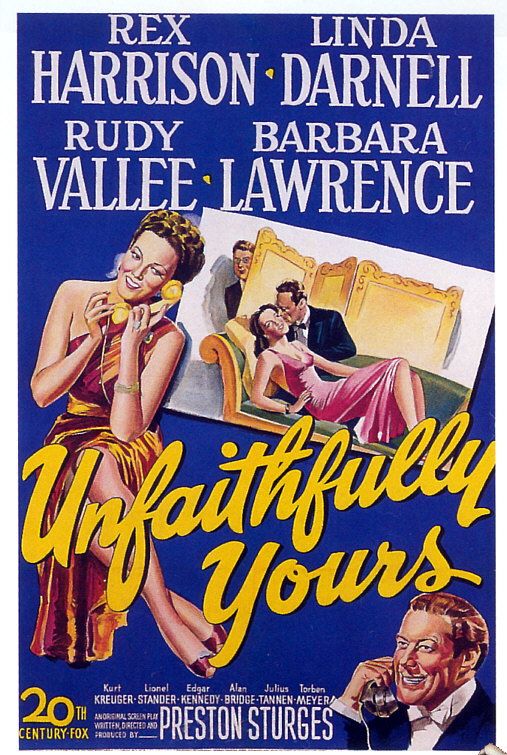 REX LINDA
HARRISON · DARNELL
RUDY BARBARA
VALLEE · LAWRENCE
Unfaithfully
Yours
Kurt Lionel Edgar Alan Julius Torben
KREUGER-STANDER-KENNEDY-BRIDGE-TANNEN-MEYER
20TH
CENTURY-FOX
AN ORIGINAL SCREEN PLAY
WRITTEN, DIRECTED AND
PRODUCED BY PRESTON STURGES